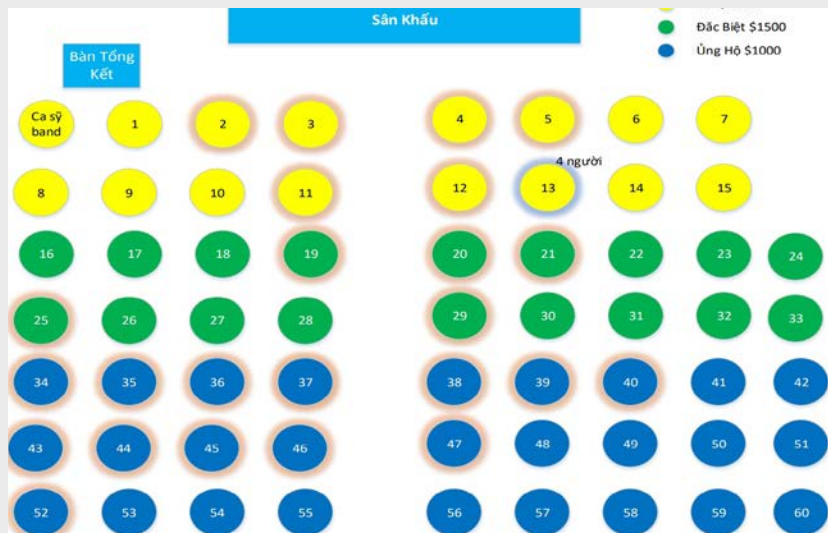 Sân Khấu
Đặc Biệt $1500
Ủng Hộ $1000
Bàn Tổng
Kết
Ca sỹ
band
1 2 3 4 5 6 7
4 người
8 9 10 11 12 13 14 15
16 17 18 19 20 21 22 23 24
25 26 27 28 29 30 31 32 33
34 35 36 37 38 39 40 41 42
43 44 45 46 47 48 49 50 51
52 53 54 55 56 57 58 59 60